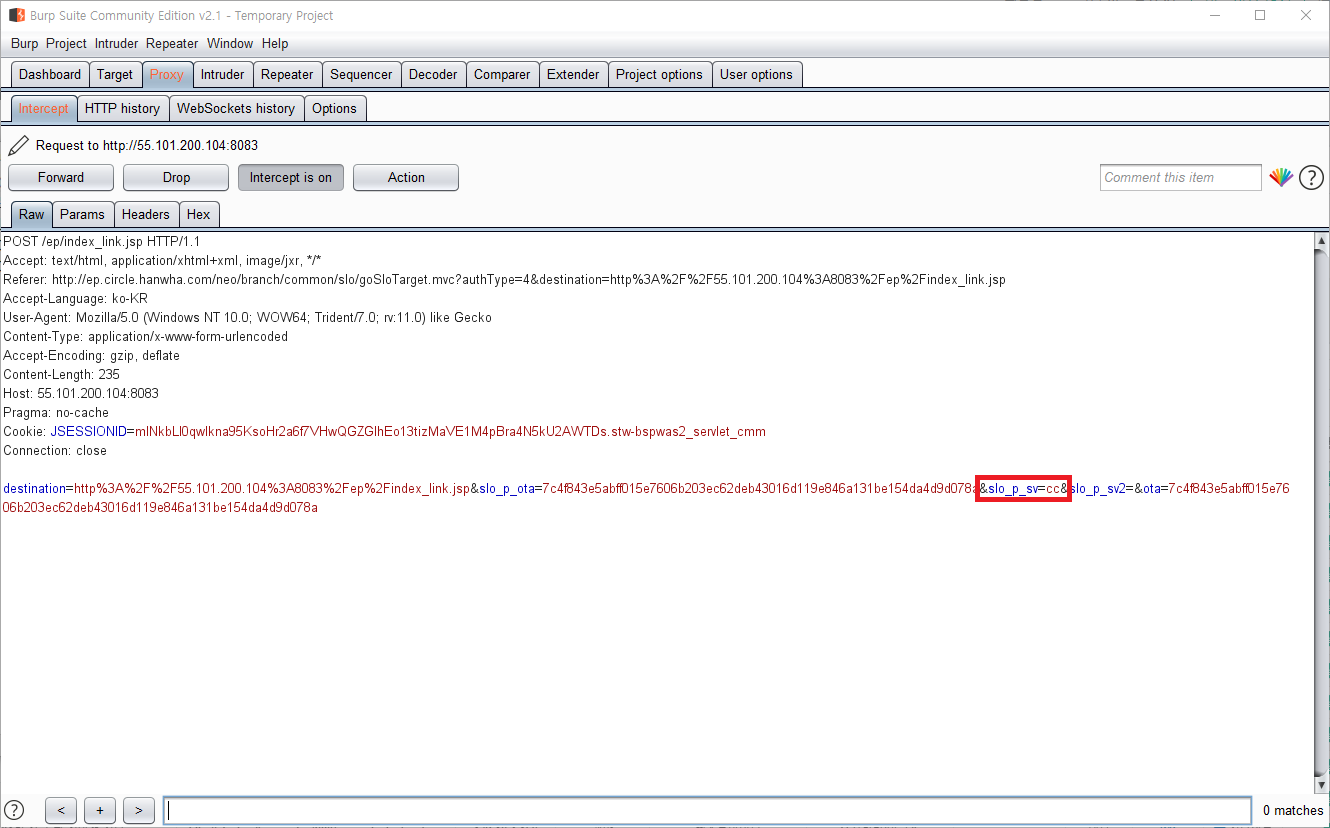 Burp Suite Community Edition v2.1 - Temporary Project
Burp Project Intruder Repeater Window Help
Dashboard Target Proxy Intruder Repeater Sequencer Decoder Comparer Extender Project options User options
Intercept HTTP history WebSockets history Options
Request to http://55.101.200.104:8083
Forward Drop Intercept is on Action Comment this item ?
Raw Params Headers Hex
POST /ep/index_link.jsp HTTP/1.1
Accept: text/html, application/xhtml+xml, image/jxr, */*
Referer: http://ep.circle.hanwha.com/neo/branch/common/slo/goSloTarget.mvc?authType=4&destination=http%3A%2F%2F55.101.200.104%3A8083%2Fep%2Findex_link.jsp
Accept-Language: ko-KR
User-Agent: Mozilla/5.0 (Windows NT 10.0; WOW64; Trident/7.0; rv:11.0) like Gecko
Content-Type: application/x-www-form-urlencoded
Accept-Encoding: gzip, deflate
Content-Length: 235
Host: 55.101.200.104:8083
Pragma: no-cache
Cookie: JSESSIONID=mlNkbLl0qwlkna95KsoHr2a6f7VHwQGZGlhEo13tizMaVE1M4pBra4N5kU2AWTDs.stw-bspwas2_servlet_cmm
Connection: close
destination=http%3A%2F%2F55.101.200.104%3A8083%2Fep%2Findex_link.jsp&slo_p_ota=7c4f843e5abff015e7606b203ec62deb43016d119e846a131be154da4d9d078a&slo_p_sv=cc&slo_p_sv2=&ota=7c4f843e5abff015e76
06b203ec62deb43016d119e846a131be154da4d9d078a
? < + > 0 matches